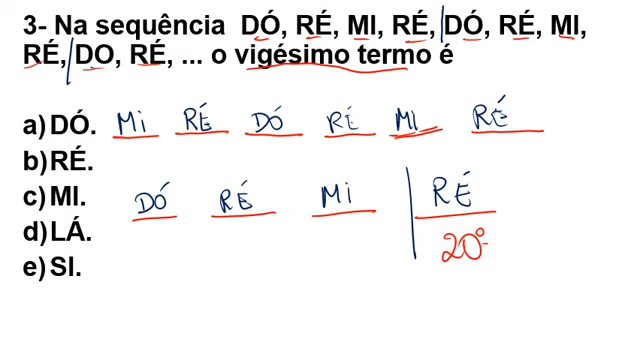 3- Na sequência DÓ, RÉ, MI, RÉ, DÓ, RÉ, MI,
RÉ, DO, RÉ, ... o vigésimo termo é
a) DÓ. Mi RÉ DÓ RÉ MI RÉ
b) RÉ.
c) MI. DÓ RÉ Mi RÉ
d) LÁ. 20º
e) SI.